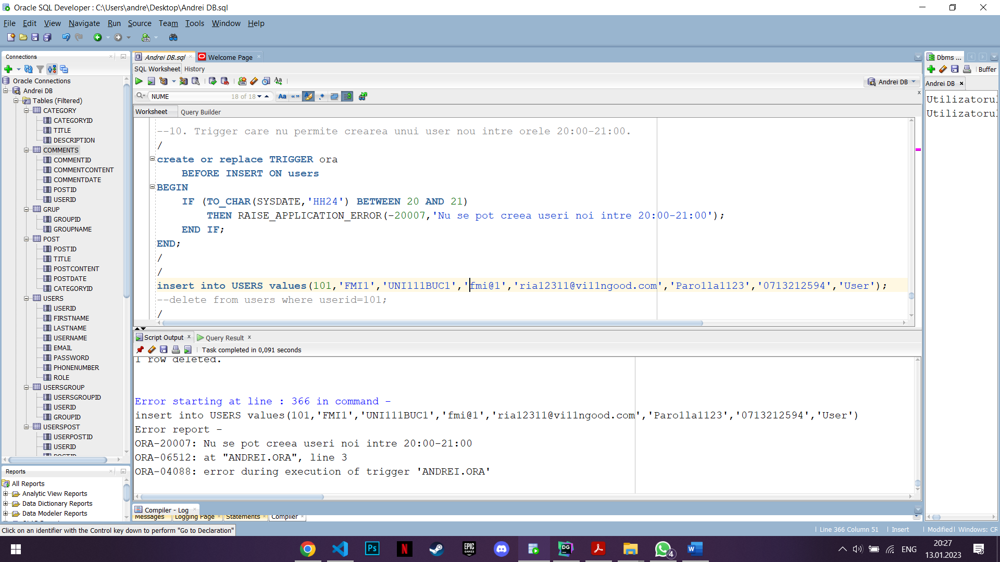 Oracle SQL Developer : C:\Users\andre\Desktop\Andrei DB.sql
File Edit View Navigate Run Source Team Tools Window Help
Connections
Oracle Connections
Andrei DB
Tables (Filtered)
CATEGORY
CATEGORYID
TITLE
DESCRIPTION
COMMENTS
COMMENTID
COMMENTCONTENT
COMMENTDATE
POSTID
USERID
GRUP
GROUPID
GROUPNAME
POST
POSTID
TITLE
POSTCONTENT
POSTDATE
CATEGORYID
USERS
USERID
FIRSTNAME
LASTNAME
USERNAME
EMAIL
PASSWORD
PHONENUMBER
ROLE
USERSGROUP
USERSGROUPID
USERID
GROUPID
USERSPOST
USERPOSTID
USERID
Reports
All Reports
Analytic View Reports
Data Dictionary Reports
Data Modeler Reports
Andrei DB.sql Welcome Page
SQL Worksheet History
Andrei DB
NUME 18 of 18
Worksheet Query Builder
--10. Trigger care nu permite crearea unui user nou intre orele 20:00-21:00.
/
create or replace TRIGGER ora
BEFORE INSERT ON users
BEGIN
IF (TO_CHAR(SYSDATE,'HH24') BETWEEN 20 AND 21)
THEN RAISE_APPLICATION_ERROR(-20007,'Nu se pot creea useri noi intre 20:00-21:00');
END IF;
END;
/
/
insert into USERS values(101,'FMI1','UNI111BUC1','fmi@1','ria12311@vi11ngood.com','Paro1la1123','0713212594','User');
--delete from users where userid=101;
/
Script Output Query Result
Task completed in 0,091 seconds
1 row deleted.
Error starting at line : 366 in command -
insert into USERS values(101,'FMI1','UNI111BUC1','fmi@1','ria12311@vi11ngood.com','Paro1la1123','0713212594','User')
Error report -
ORA-20007: Nu se pot creea useri noi intre 20:00-21:00
ORA-06512: at "ANDREI.ORA", line 3
ORA-04088: error during execution of trigger 'ANDREI.ORA'
Compiler - Log
Messages Logging Page Statements Compiler
Dbms ...
Buffer
Andrei DB
Utilizatorul
Utilizatorul
Click on an identifier with the Control key down to perform "Go to Declaration"
Line 366 Column 51 Insert Modified Windows: CR
ENG
20:27
13.01.2023